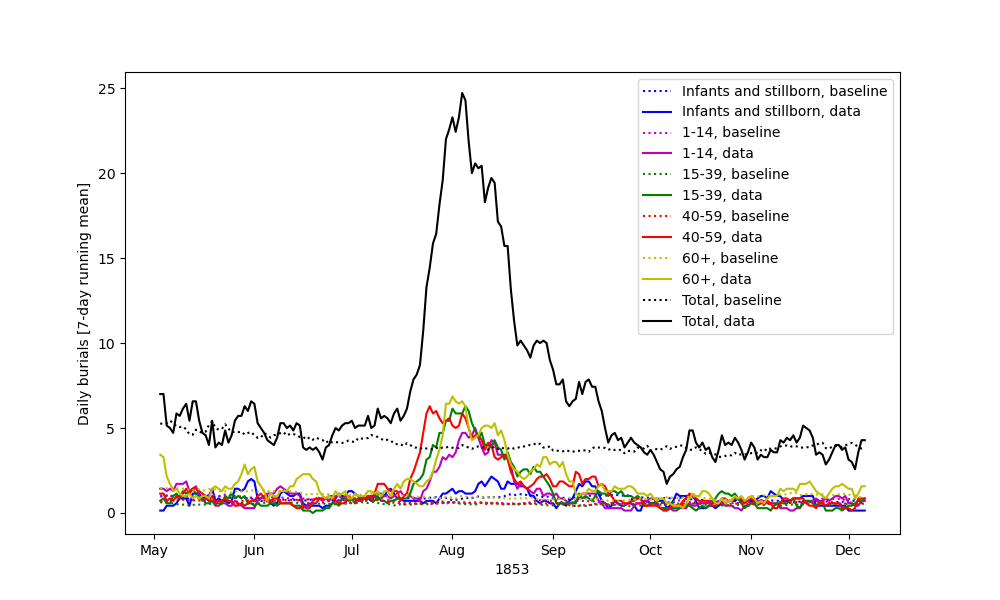 25
20
15
10
5
0
Daily burials [7-day running mean]
Infants and stillborn, baseline
Infants and stillborn, data
1-14, baseline
1-14, data
15-39, baseline
15-39, data
40-59, baseline
40-59, data
60+, baseline
60+, data
Total, baseline
Total, data
May Jun Jul Aug Sep Oct Nov Dec
1853